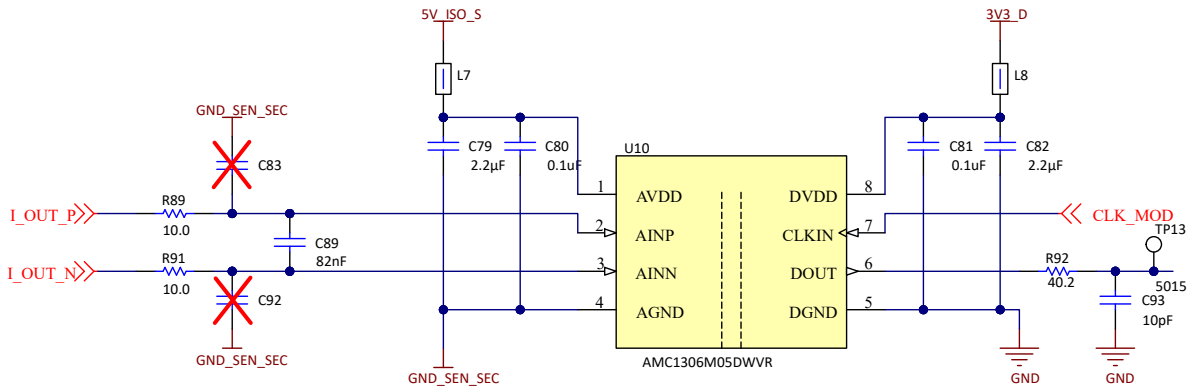 5V_ISO_S
3V3_D
L7
L8
GND_SEN_SEC
C83
C79
2.2µF
C80
0.1uF
C81
0.1uF
C82
2.2µF
U10
1
AVDD
DVDD
8
I_OUT_P
R89
10.0
2
AINP
CLKIN
7
CLK_MOD
C89
82nF
TP13
I_OUT_N
R91
10.0
3
AINN
DOUT
6
R92
40.2
5015
C92
4
AGND
DGND
5
C93
10pF
GND_SEN_SEC
GND_SEN_SEC
AMC1306M05DWVR
GND
GND